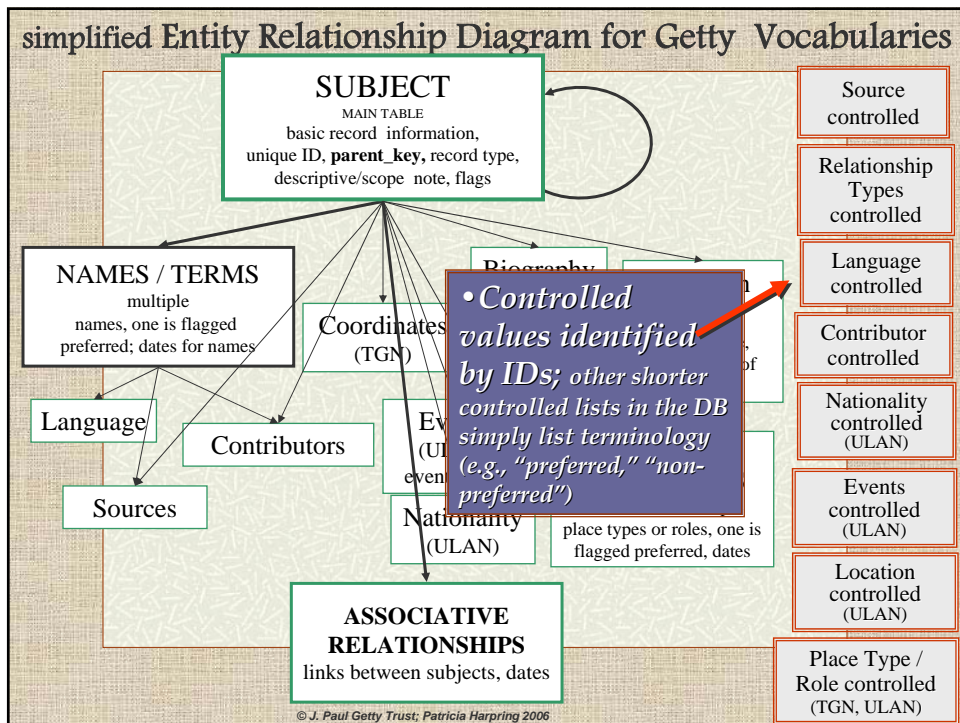 simplified Entity Relationship Diagram for Getty Vocabularies
SUBJECT
MAIN TABLE
basic record information,
unique ID, parent_key, record type,
descriptive/scope note, flags
NAMES / TERMS
multiple
names, one is flagged
preferred; dates for names
Language
Contributors
Sources
Coordinates
(TGN)
Biography
•Controlled
values identified
by IDs; other shorter
controlled lists in the DB
simply list terminology
(e.g., “preferred,” “non-
preferred”)
Nationality
(ULAN)
place types or roles, one is
flagged preferred, dates
ASSOCIATIVE
RELATIONSHIPS
links between subjects, dates
Source
controlled
Relationship
Types
controlled
Language
controlled
Contributor
controlled
Nationality
controlled
(ULAN)
Events
controlled
(ULAN)
Location
controlled
(ULAN)
Place Type /
Role controlled
(TGN, ULAN)
© J. Paul Getty Trust; Patricia Harpring 2006